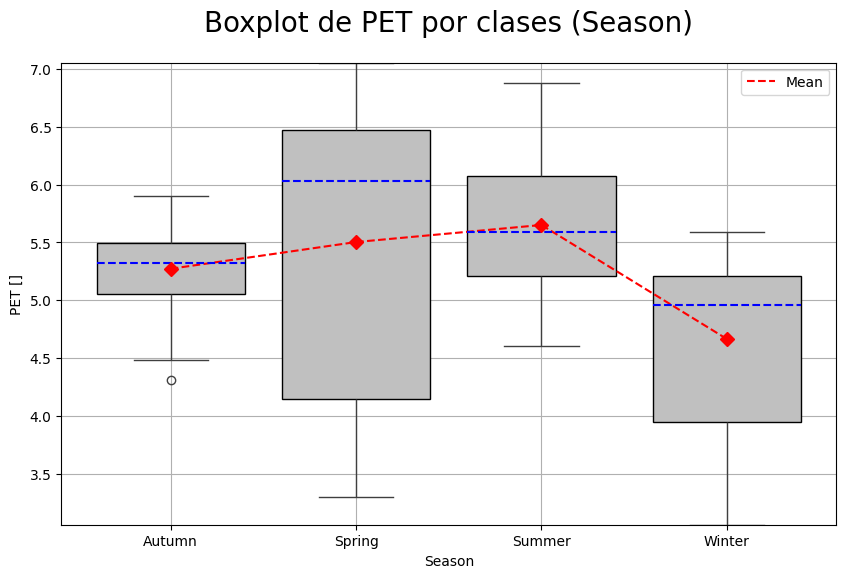 Boxplot de PET por clases (Season)
Mean
7.0
6.5
6.0
5.5
5.0
4.5
4.0
3.5
PET []
Autumn
Spring
Summer
Winter
Season